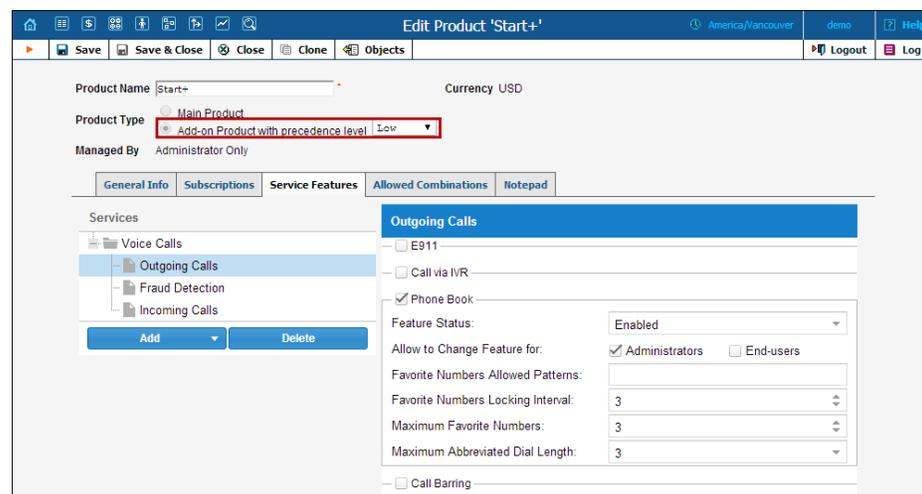 Edit Product 'Start+'
America/Vancouver
demo
? Help
Save
Save & Close
Close
Clone
Objects
Logout
Log
Product Name Start+ *
Currency USD
Product Type
Main Product
Add-on Product with precedence level Low
Managed By Administrator Only
General Info
Subscriptions
Service Features
Allowed Combinations
Notepad
Services
Voice Calls
Outgoing Calls
Fraud Detection
Incoming Calls
Add
Delete
Outgoing Calls
E911
Call via IVR
Phone Book
Feature Status: Enabled
Allow to Change Feature for: Administrators End-users
Favorite Numbers Allowed Patterns:
Favorite Numbers Locking Interval: 3
Maximum Favorite Numbers: 3
Maximum Abbreviated Dial Length: 3
Call Barring